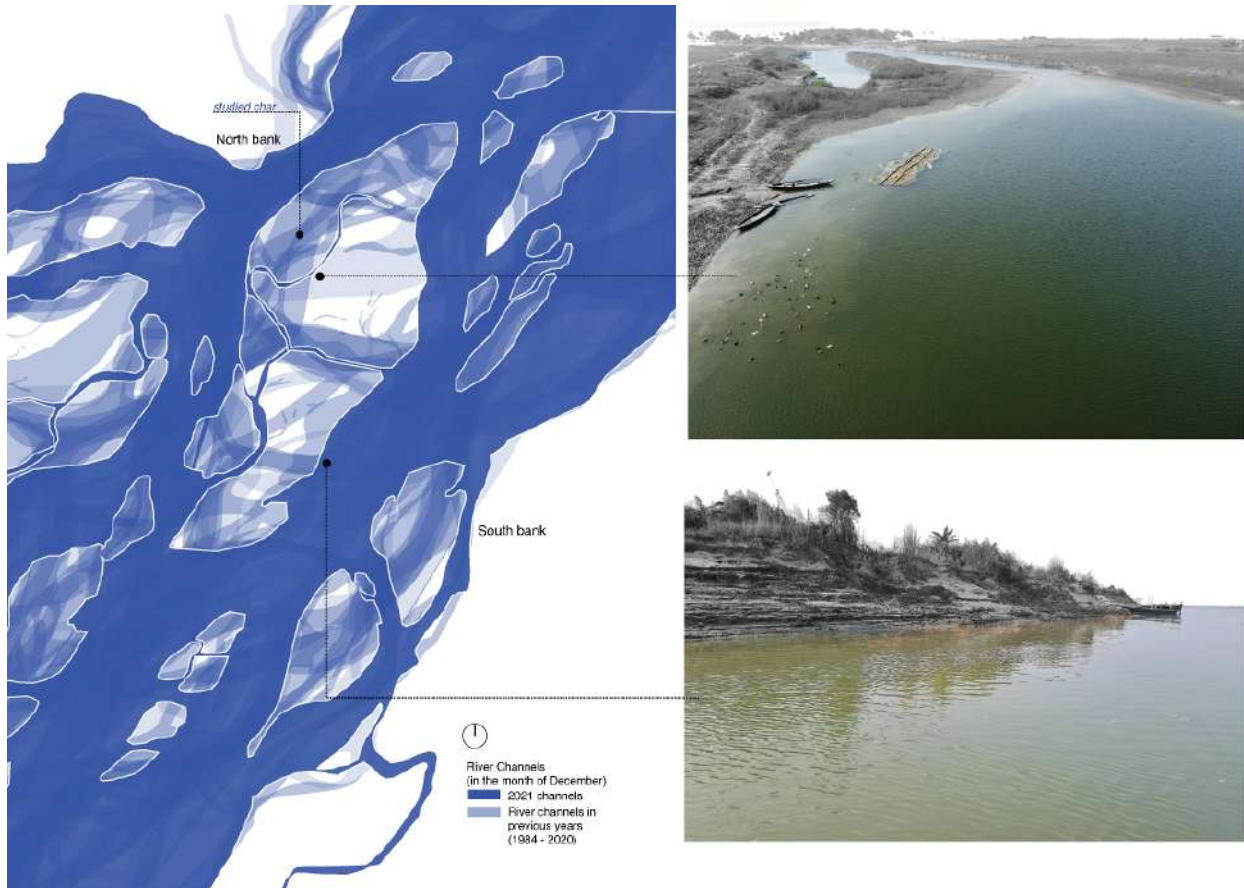 studied char
North bank
South bank
River Channels
(in the month of December)
2021 channels
River channels in
previous years
(1984 - 2020)